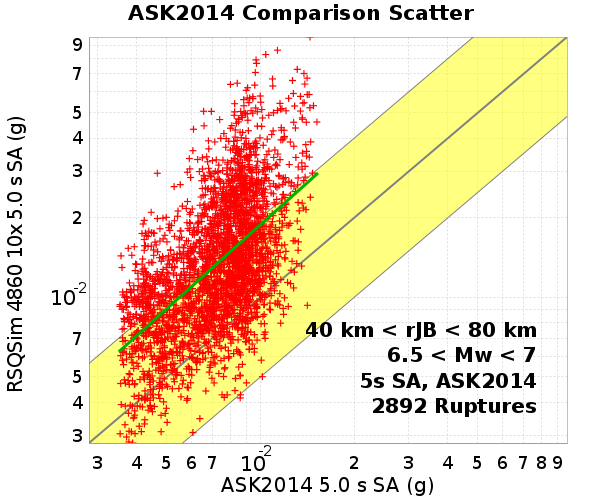 ASK2014 Comparison Scatter
RSQSim 4860 10x 5.0 s SA (g)
9
7
5
4
3
2
10-2
7
5
4
3
40 km < rJB < 80 km
6.5 < Mw < 7
5s SA, ASK2014
2892 Ruptures
3 4 5 6 7 10-2 2 3 4 5 6 7 8 9
ASK2014 5.0 s SA (g)